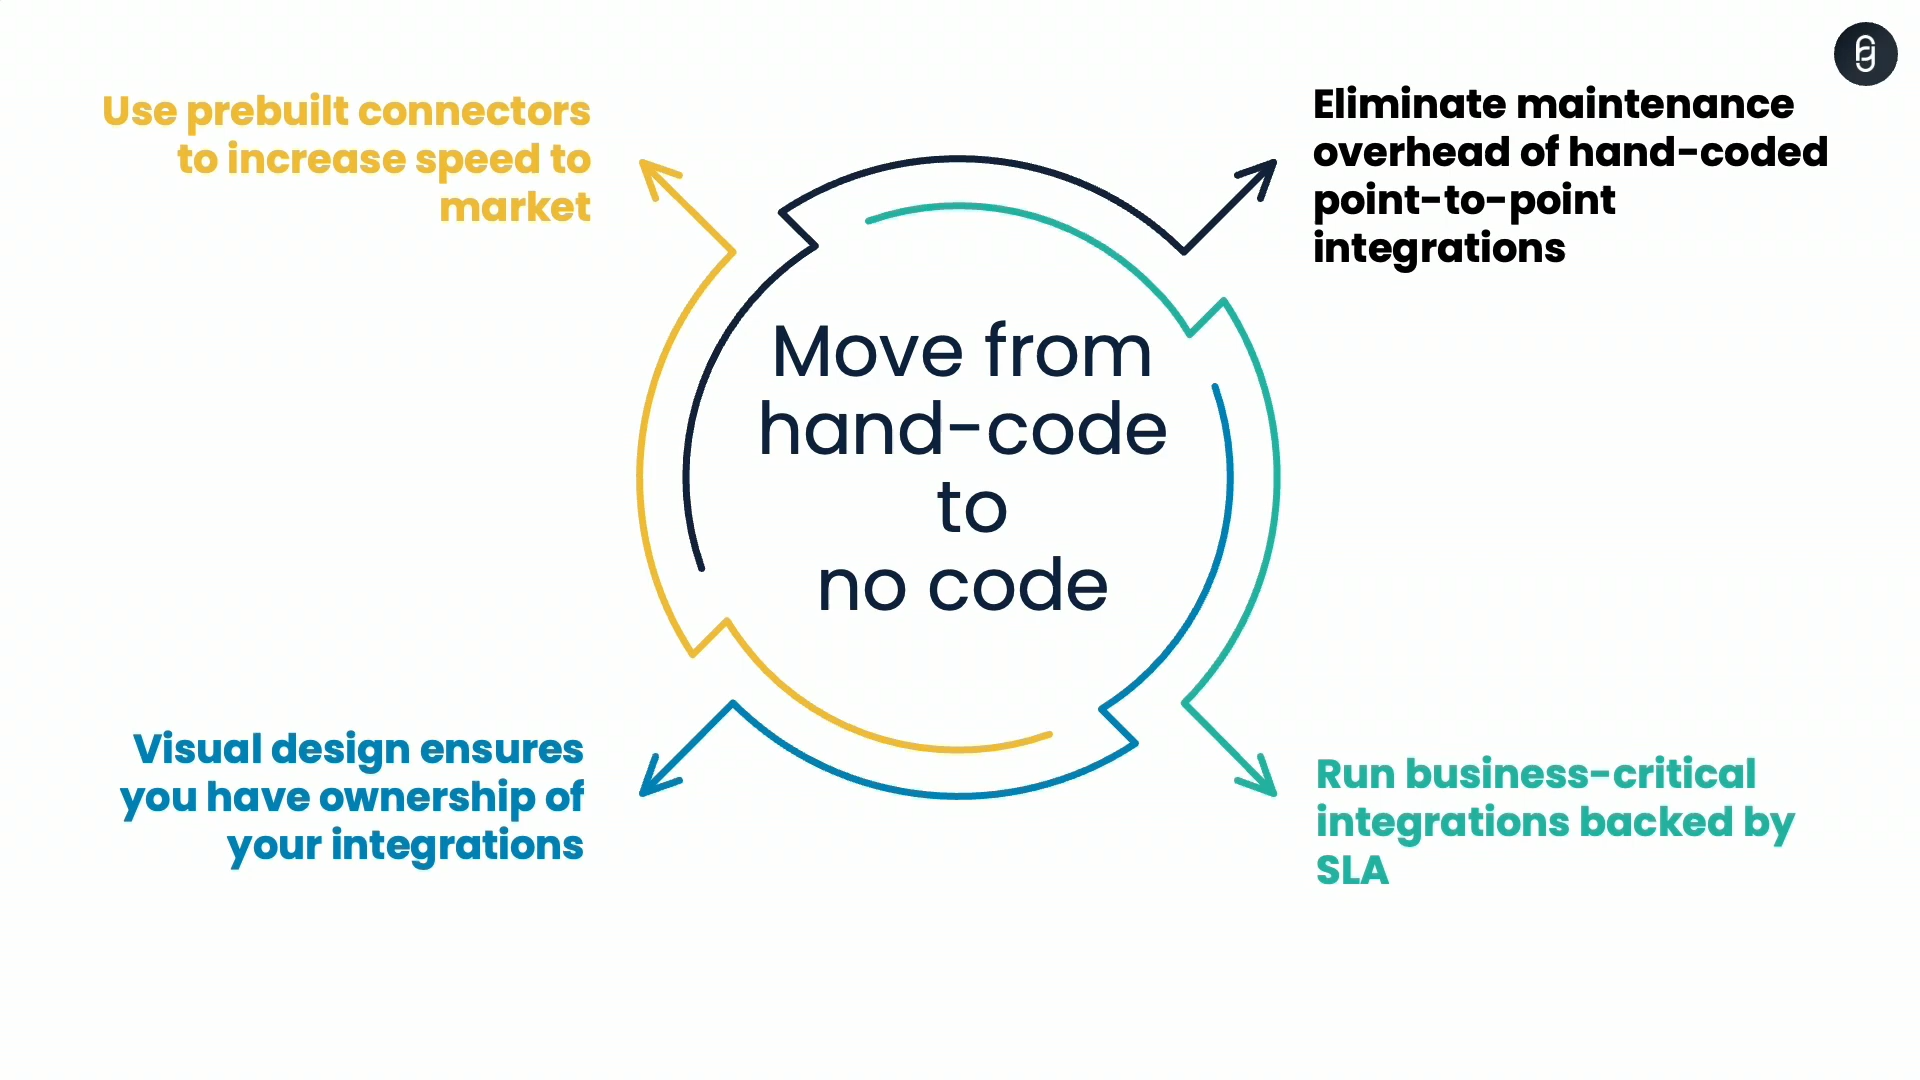 Use prebuilt connectors
to increase speed to
market
Eliminate maintenance
overhead of hand-coded
point-to-point
integrations
Move from
hand-code
to
no code
Visual design ensures
you have ownership of
your integrations
Run business-critical
integrations backed by
SLA